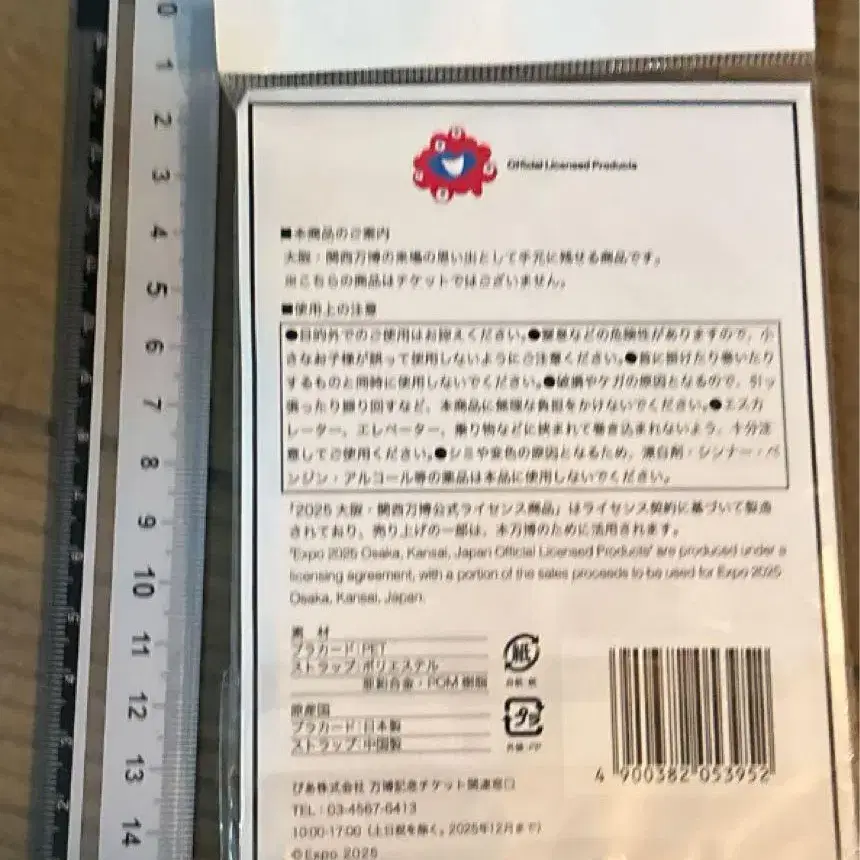 0
1
2
3
4
5
6
7
8
9
10
11
12
13
14
Official Licensed Products
■本商品のご案内
大阪・関西万博の来場の思い出として手元に残せる商品です。
※こちらの商品はチケットではございません。
■使用上の注意
●目的外でのご使用はお控えください。●窒息などの危険性がありますので、小
さなお子様が誤って使用しないようにご注意ください。●首に掛けたり巻いたり
するものと同時に使用しないでください。●破損やケガの原因となるので、引っ
張ったり振り回すなど、本商品に無理な負担をかけないでください。●エスカ
レーター、エレベーター、乗り物などに挟まれて巻き込まれないよう、十分注
意してご使用ください。●シミや変色の原因となるため、漂白剤・シンナー・ベ
ンジン・アルコール等の薬品は本品に使用しないでください。
「2025 大阪・関西万博公式ライセンス商品」はライセンス契約に基づいて製造
されており、売り上げの一部は、本万博のために活用されます。
"Expo 2025 Osaka, Kansai, Japan Official Licensed Products" are produced under a
licensing agreement, with a portion of the sales proceeds to be used for Expo 2025
Osaka, Kansai, Japan.
素 材
プラカード:PET
ストラップ:ポリエステル
亜鉛合金・POM樹脂
原産国
プラカード:日本製
ストラップ:中国製
紙
プラ
4 900382 053952
ぴあ株式会社 万博記念チケット関連窓口
TEL:03-4567-6413
10:00-17:00(土日祝を除く。2025年12月まで)
©Expo 2025